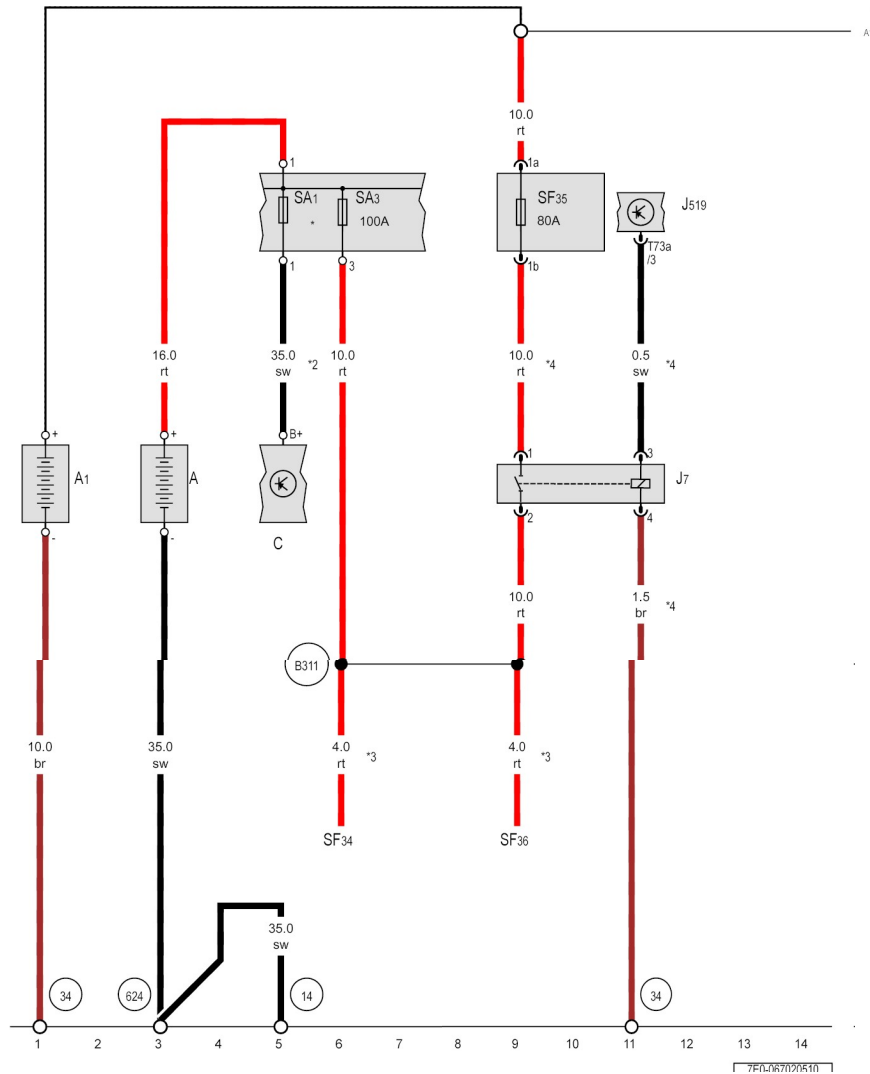 A
10.0
rt
1
1a
SA1
*
SA3
100A
SF35
80A
J519
T73a
/3
1
3
1b
16.0
rt
35.0
sw
*2
10.0
rt
10.0
rt
*4
0.5
sw
*4
+
+
B+
1
3
A1
A
J7
-
-
2
4
C
10.0
rt
1.5
br
*4
B311
10.0
br
35.0
sw
4.0
rt
*3
4.0
rt
*3
SF34
SF36
35.0
sw
34
624
14
34
1 2 3 4 5 6 7 8 9 10 11 12 13 14
7E0-067020510